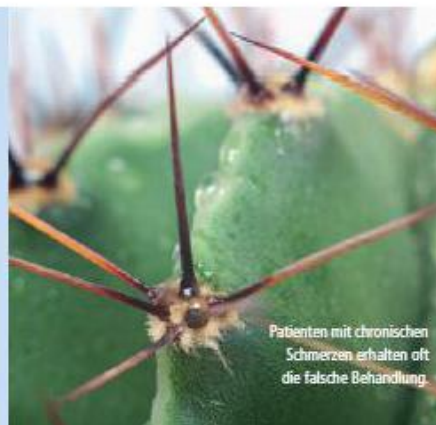 Patienten mit chronischen
Schmerzen erhalten oft
die falsche Behandlung.